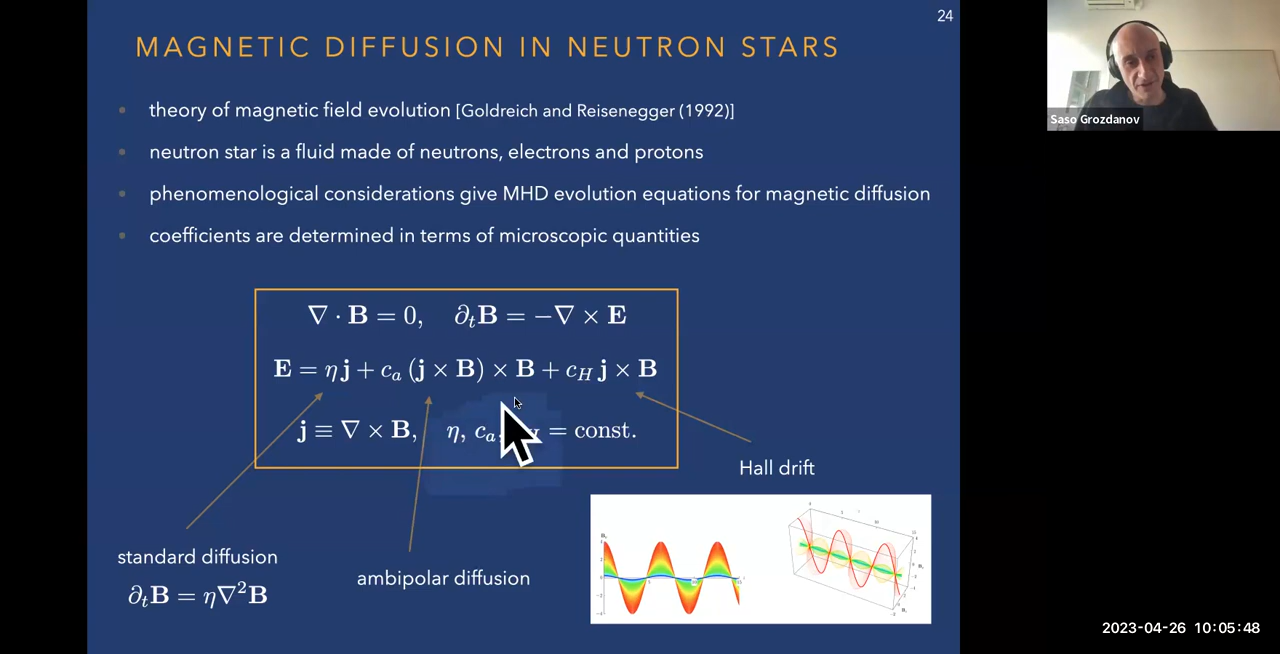 24
MAGNETIC DIFFUSION IN NEUTRON STARS
• theory of magnetic field evolution [Goldreich and Reisenegger (1992)]
• neutron star is a fluid made of neutrons, electrons and protons
• phenomenological considerations give MHD evolution equations for magnetic diffusion
• coefficients are determined in terms of microscopic quantities
∇ · B = 0, ∂ₜB = −∇ × E
E = η j + cₐ (j × B) × B + c_H j × B
j ≡ ∇ × B, η, cₐ, = const.
Hall drift
standard diffusion
∂ₜB = η∇²B
ambipolar diffusion
Saso Grozdanov
2023-04-26 10:05:48